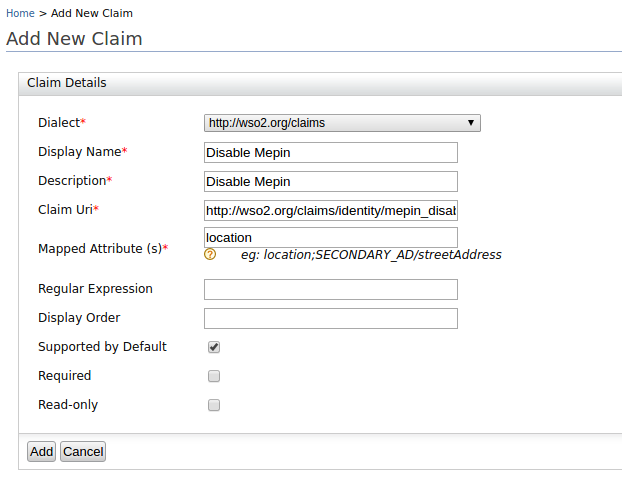 Home > Add New Claim
Add New Claim
Claim Details
Dialect* http://wso2.org/claims
Display Name* Disable Mepin
Description* Disable Mepin
Claim Uri* http://wso2.org/claims/identity/mepin_disab
Mapped Attribute (s)* location
? eg: location;SECONDARY_AD/streetAddress
Regular Expression
Display Order
Supported by Default
Required
Read-only
Add Cancel